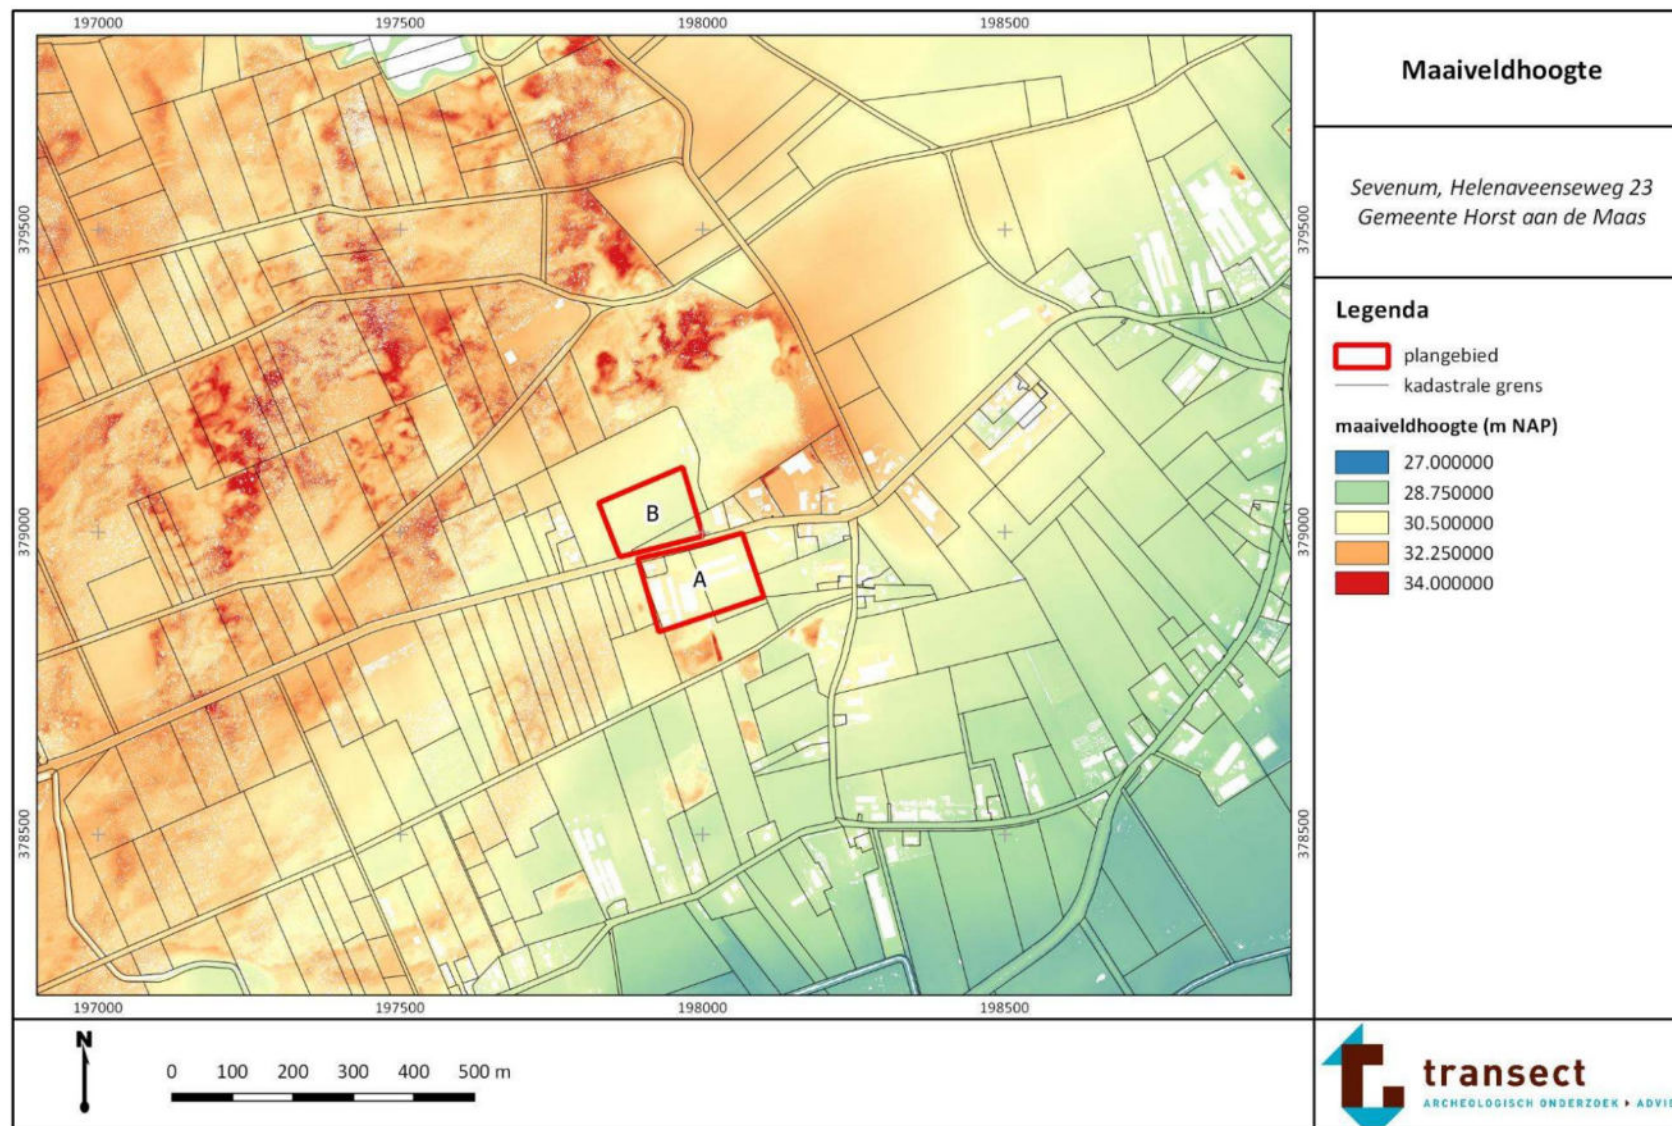 197000 197500 198000 198500
379500 379500
379000 379000
378500 378500
B
A
197000 197500 198000 198500
N
0 100 200 300 400 500 m
Maaiveldhoogte
Sevenum, Helenaveenseweg 23
Gemeente Horst aan de Maas
Legenda
plangebied
kadastrale grens
maaiveldhoogte (m NAP)
27.000000
28.750000
30.500000
32.250000
34.000000
transect
ARCHEOLOGISCH ONDERZOEK ADVIE